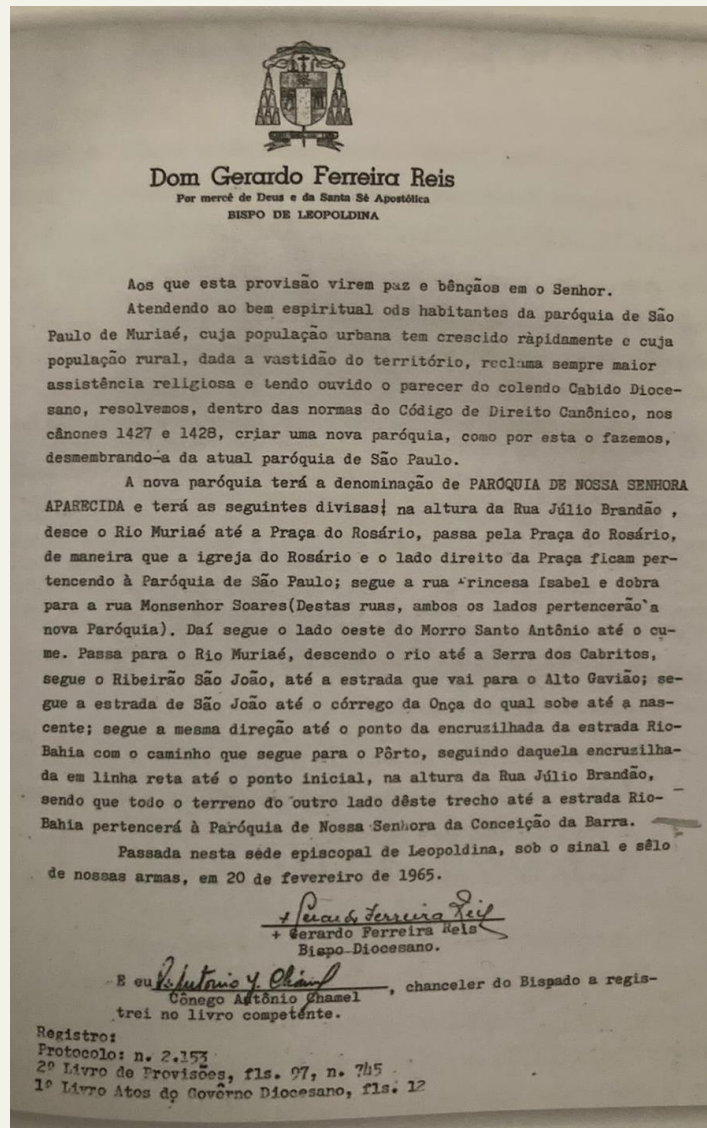 Dom Gerardo Ferreira Reis
Por mercê de Deus e da Santa Sé Apostólica
BISPO DE LEOPOLDINA
Aos que esta provisão virem paz e bênçãos em o Senhor.
Atendendo ao bem espiritual ods habitantes da paróquia de São
Paulo de Muriaé, cuja população urbana tem crescido ràpidamente e cuja
população rural, dada a vastidão do território, reclama sempre maior
assistência religiosa e tendo ouvido o parecer do colendo Cabido Dioce-
sano, resolvemos, dentro das normas do Código de Direito Canônico, nos
cânones 1427 e 1428, criar uma nova paróquia, como por esta o fazemos,
desmembrando-a da atual paróquia de São Paulo.
A nova paróquia terá a denominação de PARÓQUIA DE NOSSA SENHORA
APARECIDA e terá as seguintes divisas: na altura da Rua Júlio Brandão ,
desce o Rio Muriaé até a Praça do Rosário, passa pela Praça do Rosário,
de maneira que a igreja do Rosário e o lado direito da Praça ficam per-
tencendo à Paróquia de São Paulo; segue a rua Princesa Isabel e dobra
para a rua Monsenhor Soares(Destas ruas, ambos os lados pertencerão`a
nova Paróquia). Daí segue o lado oeste do Morro Santo Antônio até o cu-
me. Passa para o Rio Muriaé, descendo o rio até a Serra dos Cabritos,
segue o Ribeirão São João, até a estrada que vai para o Alto Gavião; se-
gue a estrada de São João até o córrego da Onça do qual sobe até a nas-
cente; segue a mesma direção até o ponto da encruzilhada da estrada Rio-
Bahia com o caminho que segue para o Pôrto, seguindo daquela encruzilha-
da em linha reta até o ponto inicial, na altura da Rua Júlio Brandão,
sendo que todo o terreno do outro lado dêste trecho até a estrada Rio-
Bahia pertencerá à Paróquia de Nossa Senhora da Conceição da Barra.
Passada nesta sede episcopal de Leopoldina, sob o sinal e sêlo
de nossas armas, em 20 de fevereiro de 1965.
+ Gerardo Ferreira Reis
+ Gerardo Ferreira Reis
Bispo Diocesano.
E eu Pe. Antonio J. Chámel, chanceler do Bispado a regis-
Cônego Antônio Chamel
trei no livro competente.
Registro:
Protocolo: n. 2.153
2º Livro de Provisões, fls. 97, n. 745
1º Livro Atos do Govêrno Diocesano, fls. 12